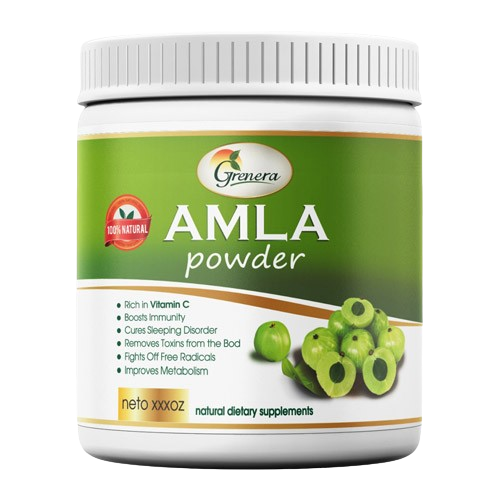 Grenera
100% NATURAL
AMLA
powder
• Rich in Vitamin C
• Boosts Immunity
• Cures Sleeping Disorder
• Removes Toxins from the Bod
• Fights Off Free Radicals
• Improves Metabolism
neto xxxoz
natural dietary supplements